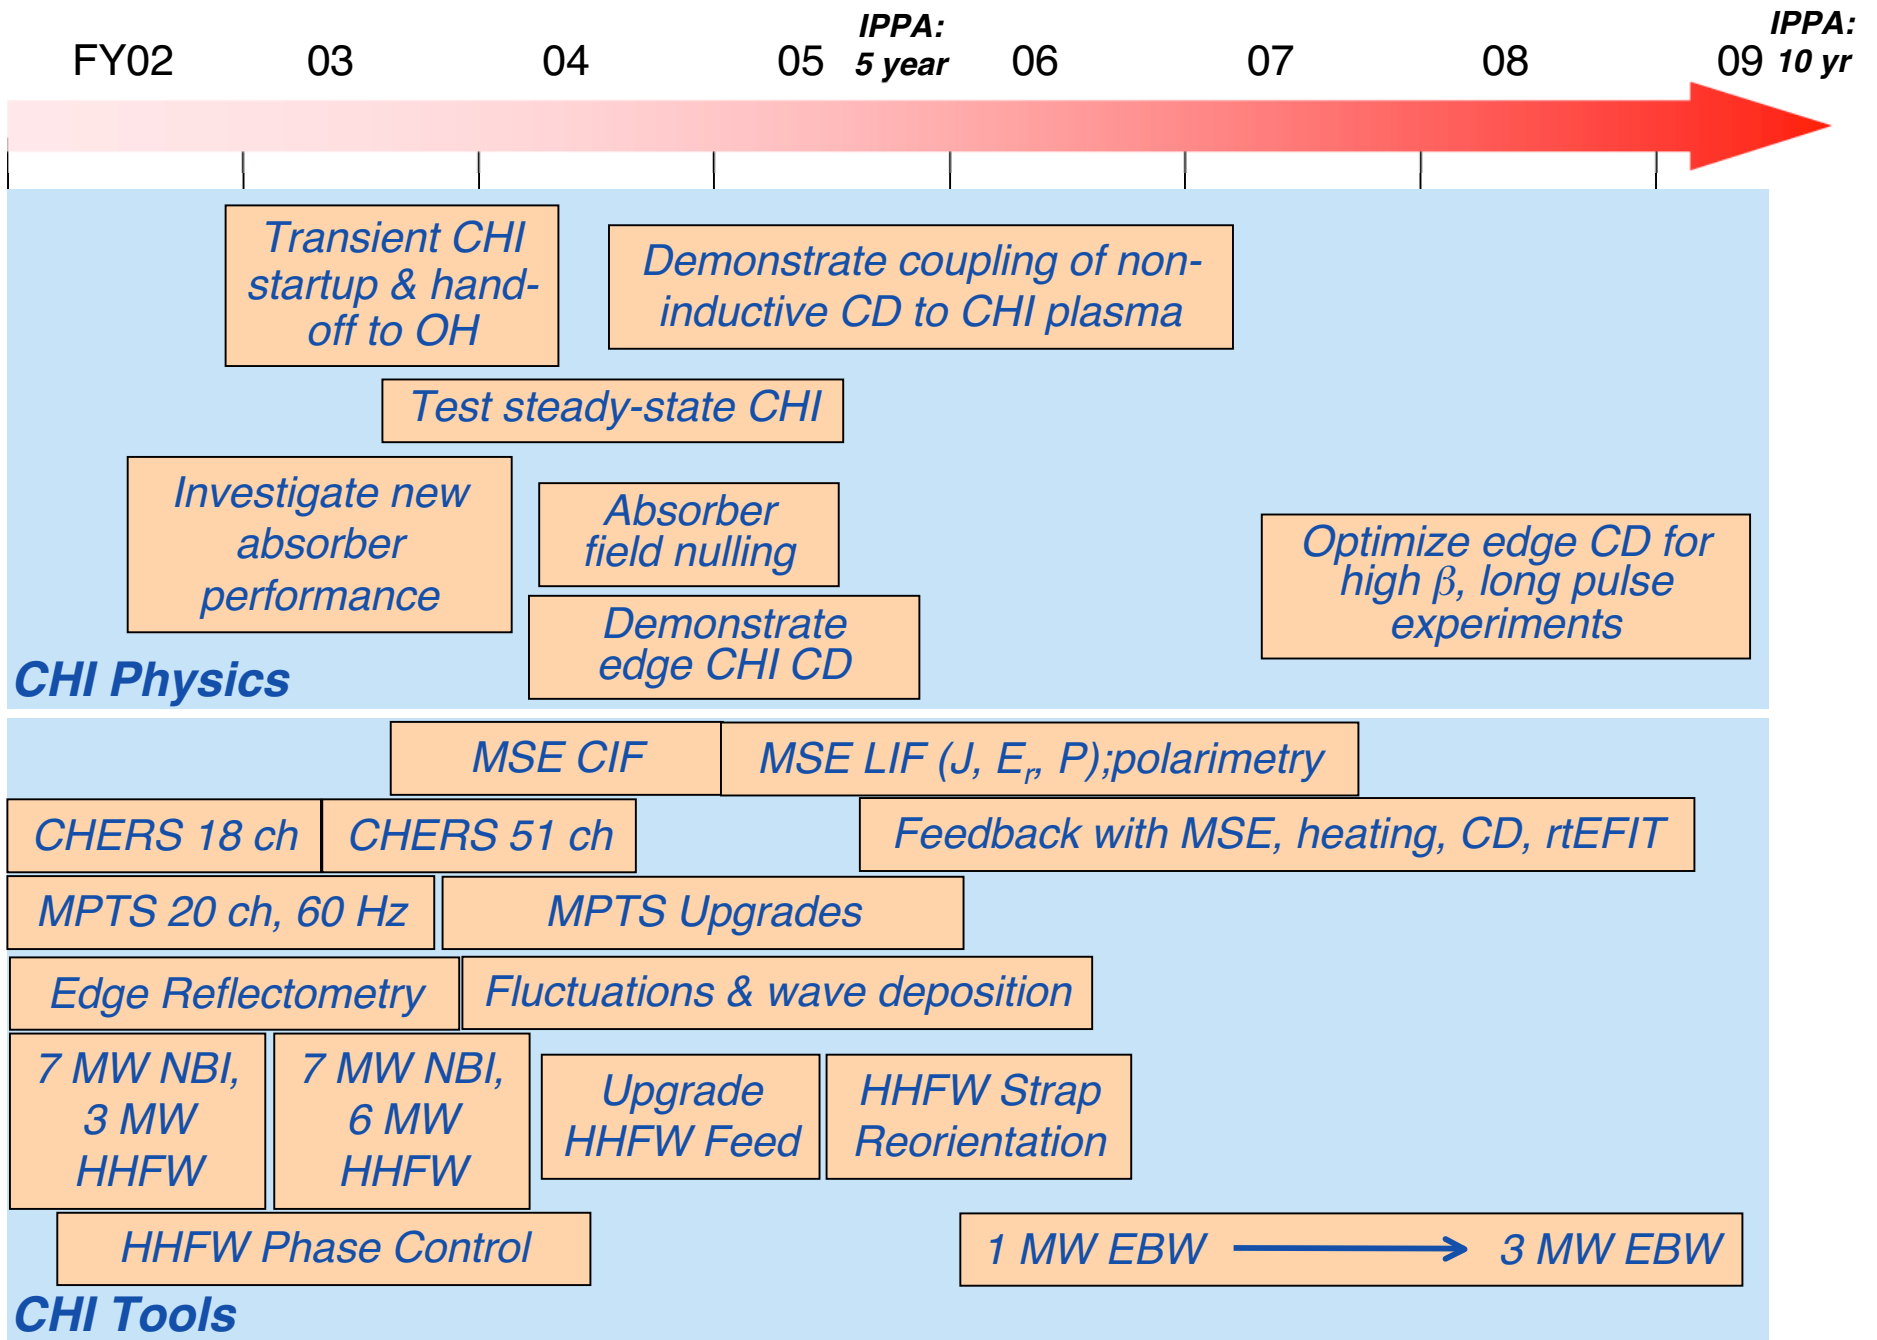 IPPA:
5 year
IPPA:
10 yr
FY02 03 04 05 06 07 08 09
Transient CHI
startup & hand-
off to OH
Demonstrate coupling of non-
inductive CD to CHI plasma
Test steady-state CHI
Investigate new
absorber
performance
Absorber
field nulling
Demonstrate
edge CHI CD
Optimize edge CD for
high β, long pulse
experiments
CHI Physics
MSE CIF
MSE LIF (J, Er, P);polarimetry
CHERS 18 ch
CHERS 51 ch
Feedback with MSE, heating, CD, rtEFIT
MPTS 20 ch, 60 Hz
MPTS Upgrades
Edge Reflectometry
Fluctuations & wave deposition
7 MW NBI,
3 MW
HHFW
7 MW NBI,
6 MW
HHFW
Upgrade
HHFW Feed
HHFW Strap
Reorientation
HHFW Phase Control
1 MW EBW → 3 MW EBW
CHI Tools